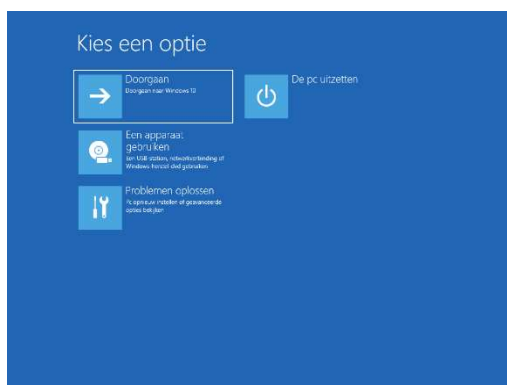 Kies een optie
Doorgaan
Doorgaan naar Windows 10
De pc uitzetten
Een apparaat
gebruiken
Een USB-station, netwerkverbinding of
Windows-herstel-dvd gebruiken
Problemen oplossen
Pc opnieuw instellen of geavanceerde
opties bekijken